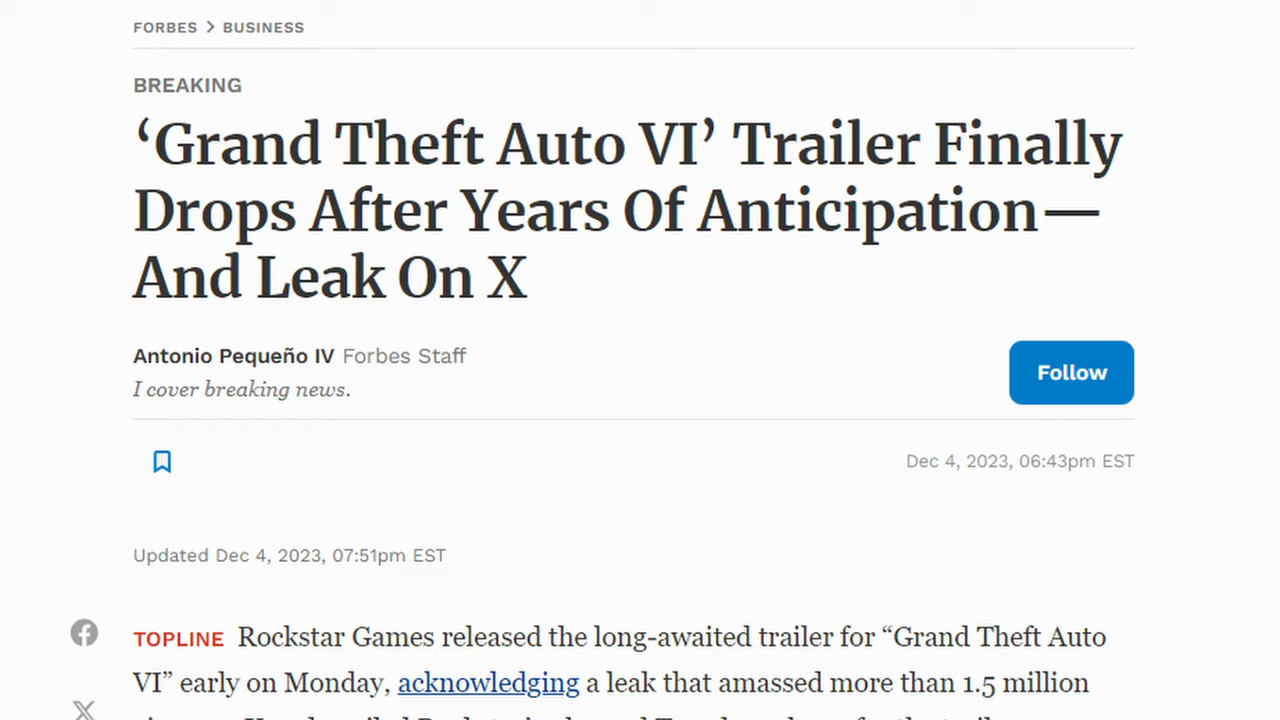 FORBES > BUSINESS
BREAKING
‘Grand Theft Auto VI’ Trailer Finally
Drops After Years Of Anticipation—
And Leak On X
Antonio Pequeño IV Forbes Staff
Follow
I cover breaking news.
Dec 4, 2023, 06:43pm EST
Updated Dec 4, 2023, 07:51pm EST
TOPLINE Rockstar Games released the long-awaited trailer for “Grand Theft Auto
VI” early on Monday, acknowledging a leak that amassed more than 1.5 million